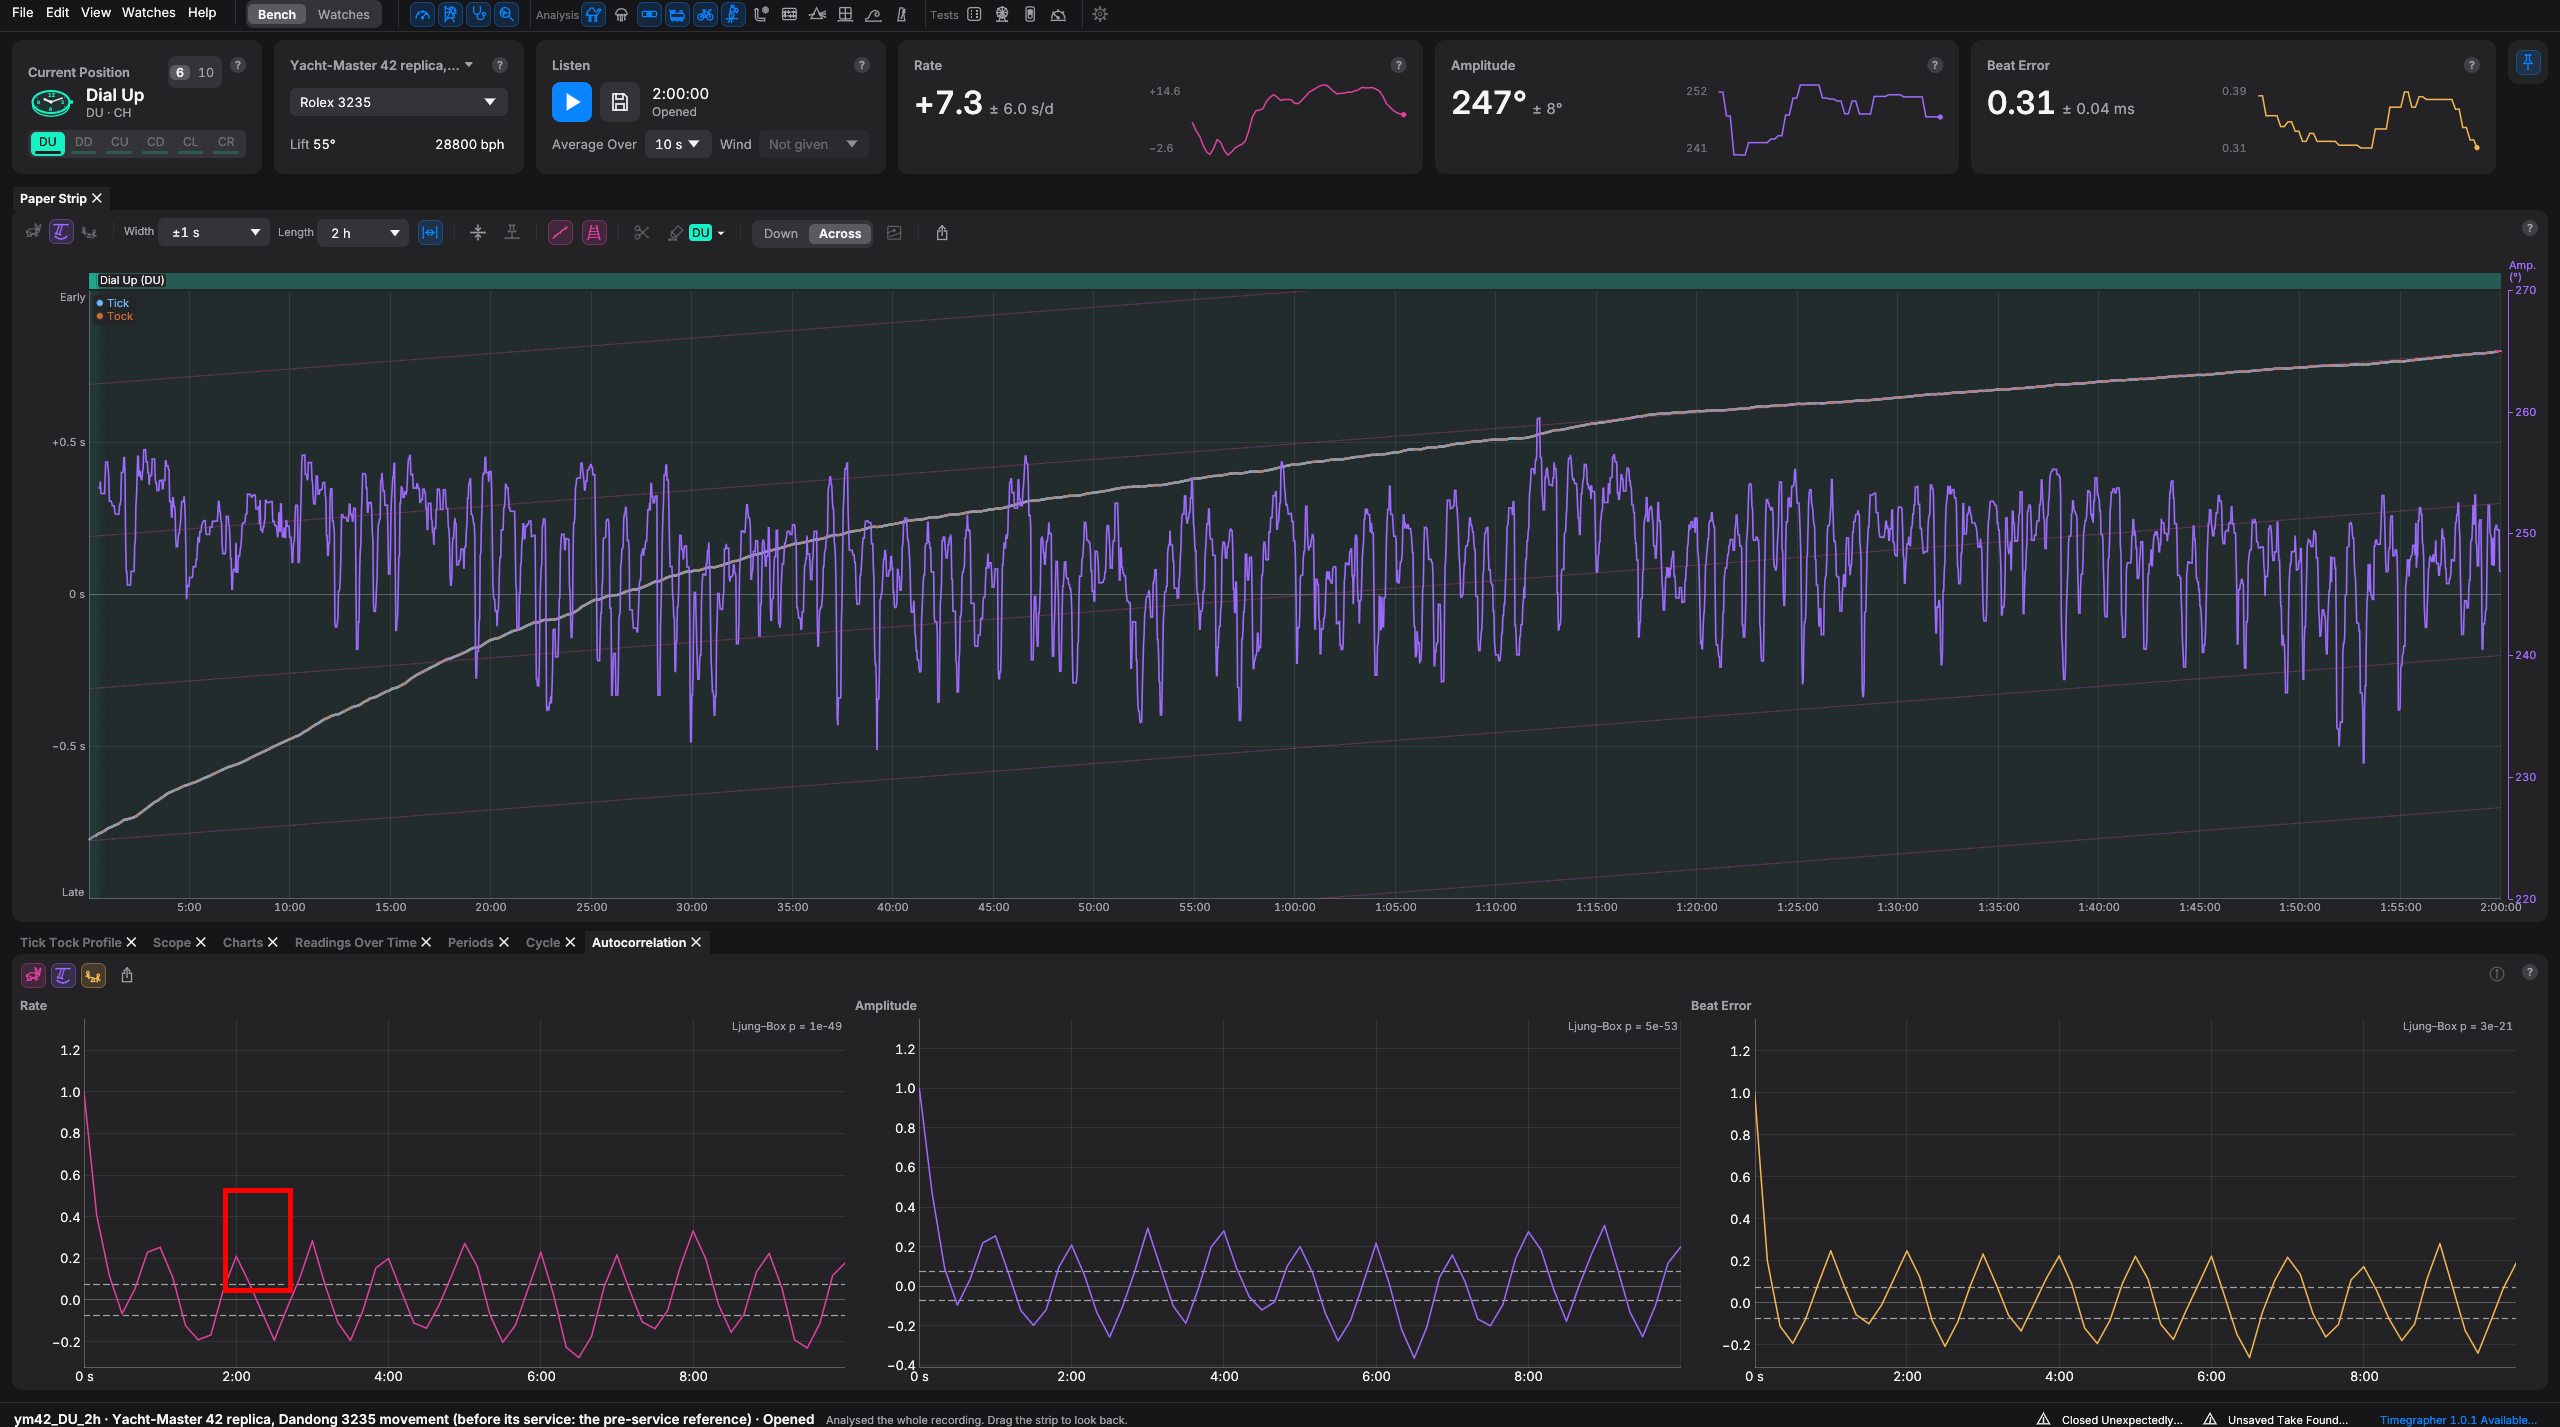 File Edit View Watches Help Bench Watches Analysis Tests
Current Position 6 10 ?
Dial Up
DU · CH
DU DD CU CD CL CR
Yacht-Master 42 replica,... ?
Rolex 3235
Lift 55° 28800 bph
Listen ?
2:00:00
Opened
Average Over 10 s Wind Not given
Rate ?
+7.3 ± 6.0 s/d
+14.6
−2.6
Amplitude ?
247° ± 8°
252
241
Beat Error ?
0.31 ± 0.04 ms
0.39
0.31
Paper Strip
Width ±1 s Length 2 h DU Down Across ?
Dial Up (DU)
Amp. (°)
Early
Tick
Tock
+0.5 s
0 s
−0.5 s
Late
270
260
250
240
230
220
5:00 10:00 15:00 20:00 25:00 30:00 35:00 40:00 45:00 50:00 55:00 1:00:00 1:05:00 1:10:00 1:15:00 1:20:00 1:25:00 1:30:00 1:35:00 1:40:00 1:45:00 1:50:00 1:55:00 2:00:00
Tick Tock Profile Scope Charts Readings Over Time Periods Cycle Autocorrelation
?
Rate
Ljung–Box p = 1e-49
1.2
1.0
0.8
0.6
0.4
0.2
0.0
−0.2
0 s 2:00 4:00 6:00 8:00
Amplitude
Ljung–Box p = 5e-53
1.2
1.0
0.8
0.6
0.4
0.2
0.0
−0.2
−0.4
0 s 2:00 4:00 6:00 8:00
Beat Error
Ljung–Box p = 3e-21
1.2
1.0
0.8
0.6
0.4
0.2
0.0
−0.2
0 s 2:00 4:00 6:00 8:00
ym42_DU_2h · Yacht-Master 42 replica, Dandong 3235 movement (before its service: the pre-service reference) · Opened Analysed the whole recording. Drag the strip to look back. Closed Unexpectedly... Unsaved Take Found... Timegrapher 1.0.1 Available...